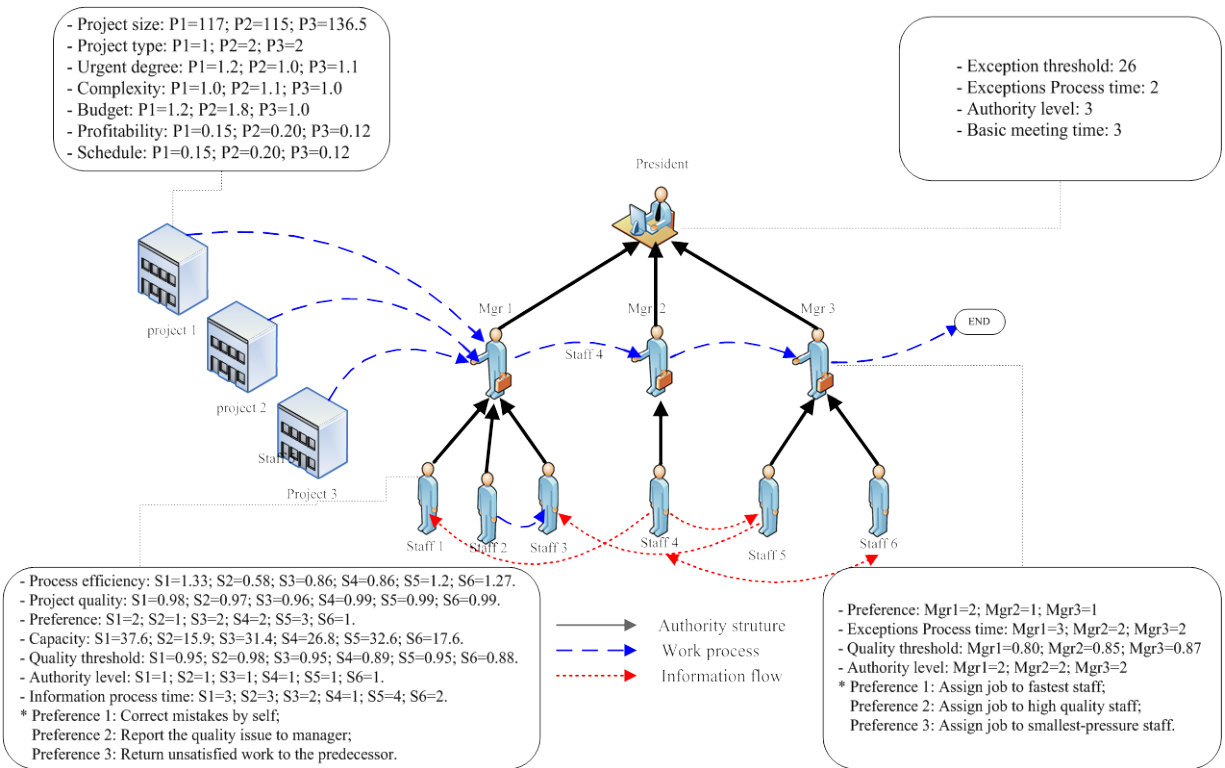 - Project size: P1=117; P2=115; P3=136.5
- Project type: P1=1; P2=2; P3=2
- Urgent degree: P1=1.2; P2=1.0; P3=1.1
- Complexity: P1=1.0; P2=1.1; P3=1.0
- Budget: P1=1.2; P2=1.8; P3=1.0
- Profitability: P1=0.15; P2=0.20; P3=0.12
- Schedule: P1=0.15; P2=0.20; P3=0.12
- Exception threshold: 26
- Exceptions Process time: 2
- Authority level: 3
- Basic meeting time: 3
President
project 1
project 2
Staff
Project 3
Mgr 1
Mgr 2
Mgr 3
Staff 4
END
Staff 1
Staff 2
Staff 3
Staff 4
Staff 5
Staff 6
- Process efficiency: S1=1.33; S2=0.58; S3=0.86; S4=0.86; S5=1.2; S6=1.27.
- Project quality: S1=0.98; S2=0.97; S3=0.96; S4=0.99; S5=0.99; S6=0.99.
- Preference: S1=2; S2=1; S3=2; S4=2; S5=3; S6=1.
- Capacity: S1=37.6; S2=15.9; S3=31.4; S4=26.8; S5=32.6; S6=17.6.
- Quality threshold: S1=0.95; S2=0.98; S3=0.95; S4=0.89; S5=0.95; S6=0.88.
- Authority level: S1=1; S2=1; S3=1; S4=1; S5=1; S6=1.
- Information process time: S1=3; S2=3; S3=2; S4=1; S5=4; S6=2.
* Preference 1: Correct mistakes by self;
Preference 2: Report the quality issue to manager;
Preference 3: Return unsatisfied work to the predecessor.
Authority struture
Work process
Information flow
- Preference: Mgr1=2; Mgr2=1; Mgr3=1
- Exceptions Process time: Mgr1=3; Mgr2=2; Mgr3=2
- Quality threshold: Mgr1=0.80; Mgr2=0.85; Mgr3=0.87
- Authority level: Mgr1=2; Mgr2=2; Mgr3=2
* Preference 1: Assign job to fastest staff;
Preference 2: Assign job to high quality staff;
Preference 3: Assign job to smallest-pressure staff.